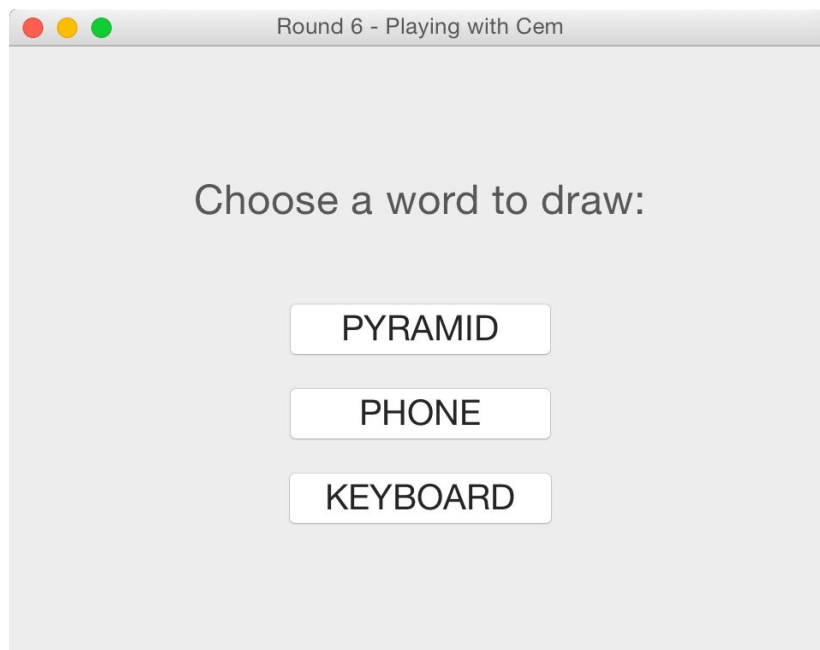 Round 6 - Playing with Cem
Choose a word to draw:
PYRAMID
PHONE
KEYBOARD